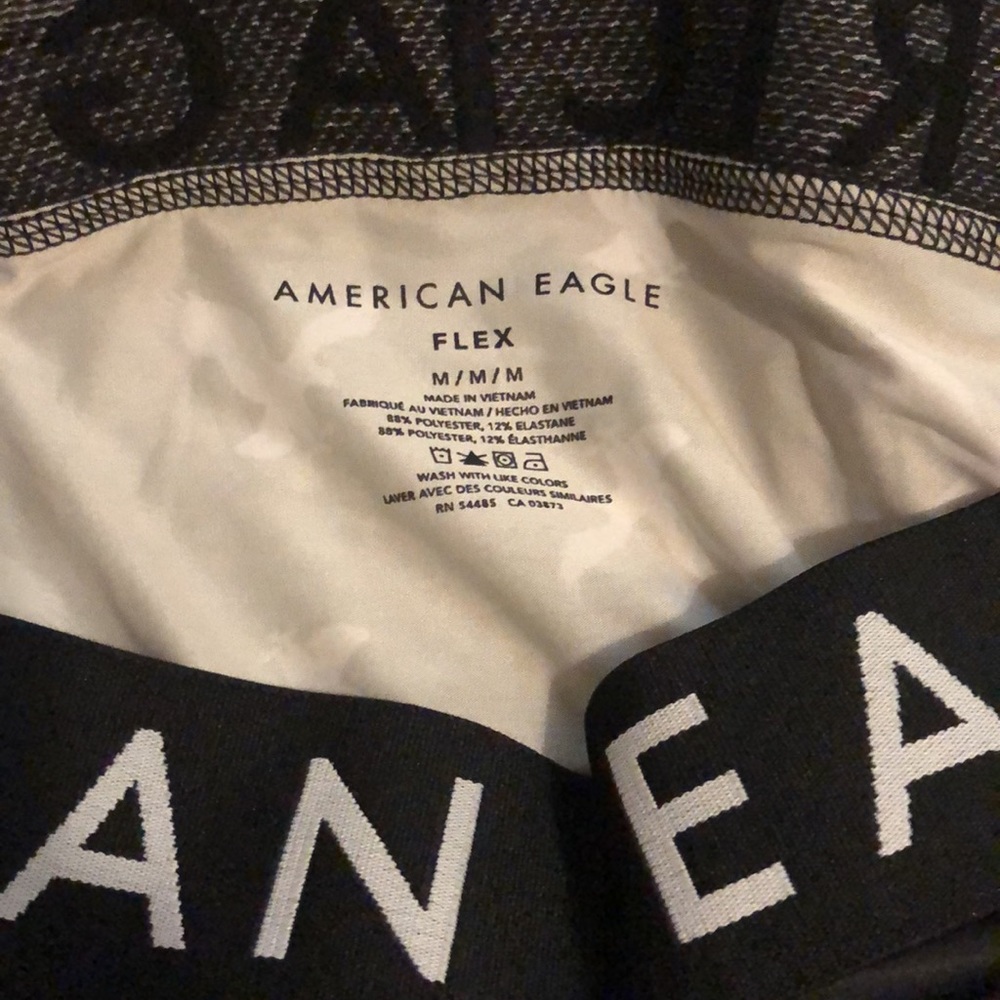 AMERICAN EAGLE
FLEX
M/M/M
MADE IN VIETNAM
FABRIQUÉ AU VIETNAM / HECHO EN VIETNAM
88% POLYESTER, 12% ELASTANE
88% POLYESTER, 12% ÉLASTHANNE
WASH WITH LIKE COLORS
LAVER AVEC DES COULEURS SIMILAIRES
RN 54485 CA 03873
AN EA